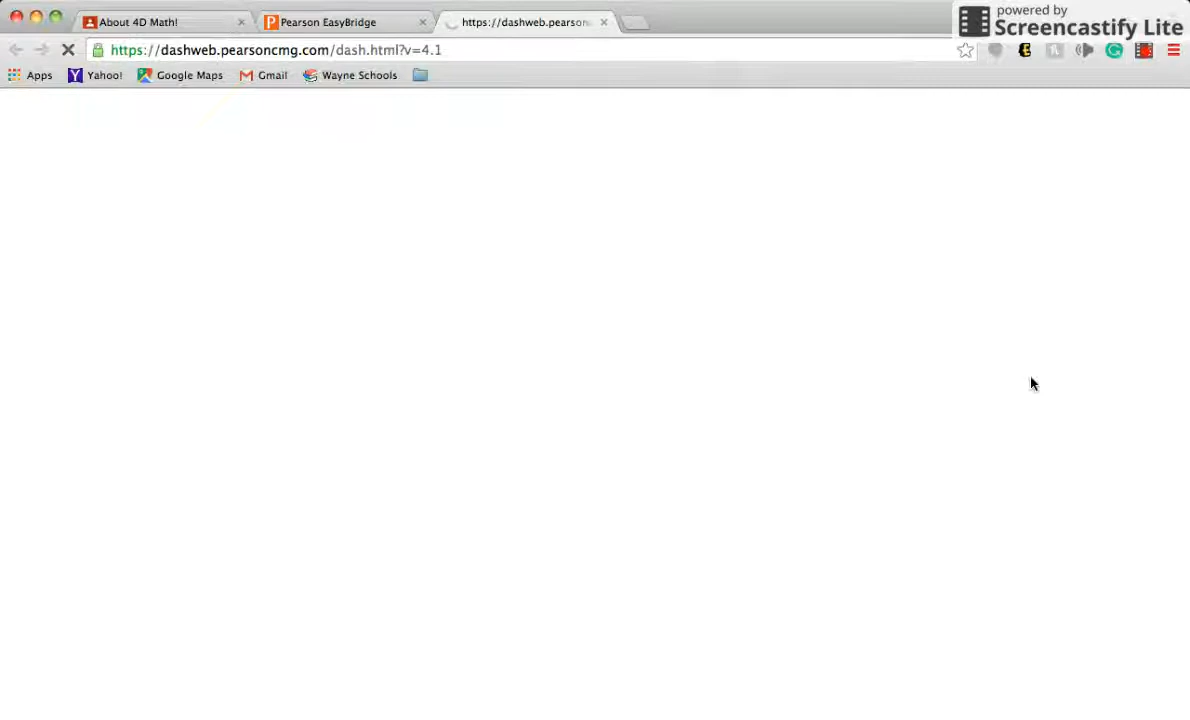 About 4D Math!
Pearson EasyBridge
https://dashweb.pearson
powered by
Screencastify Lite
https://dashweb.pearsoncmg.com/dash.html?v=4.1
Apps
Yahoo!
Google Maps
Gmail
Wayne Schools